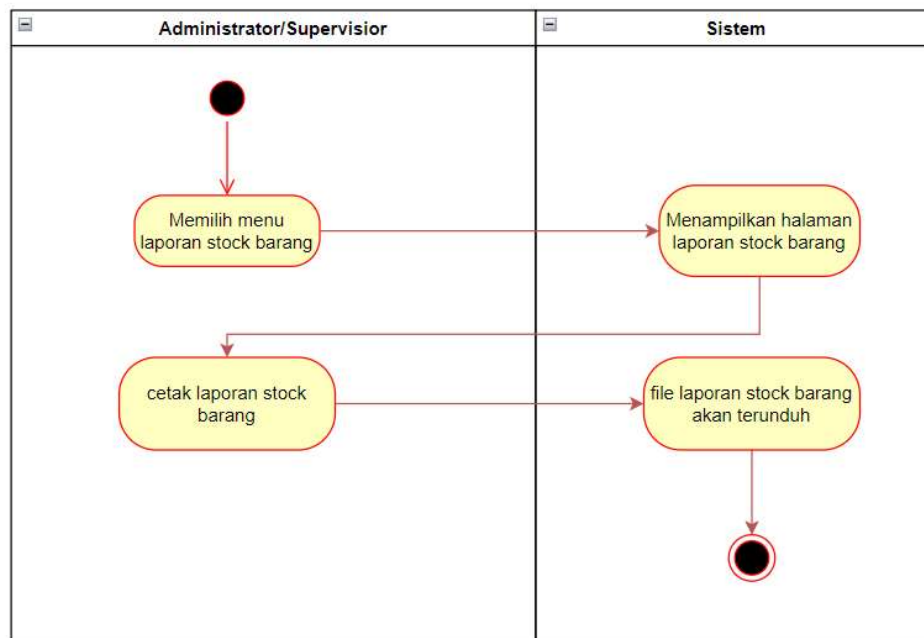 Administrator/Supervisior
Sistem
Memilih menu
laporan stock barang
Menampilkan halaman
laporan stock barang
cetak laporan stock
barang
file laporan stock barang
akan terunduh